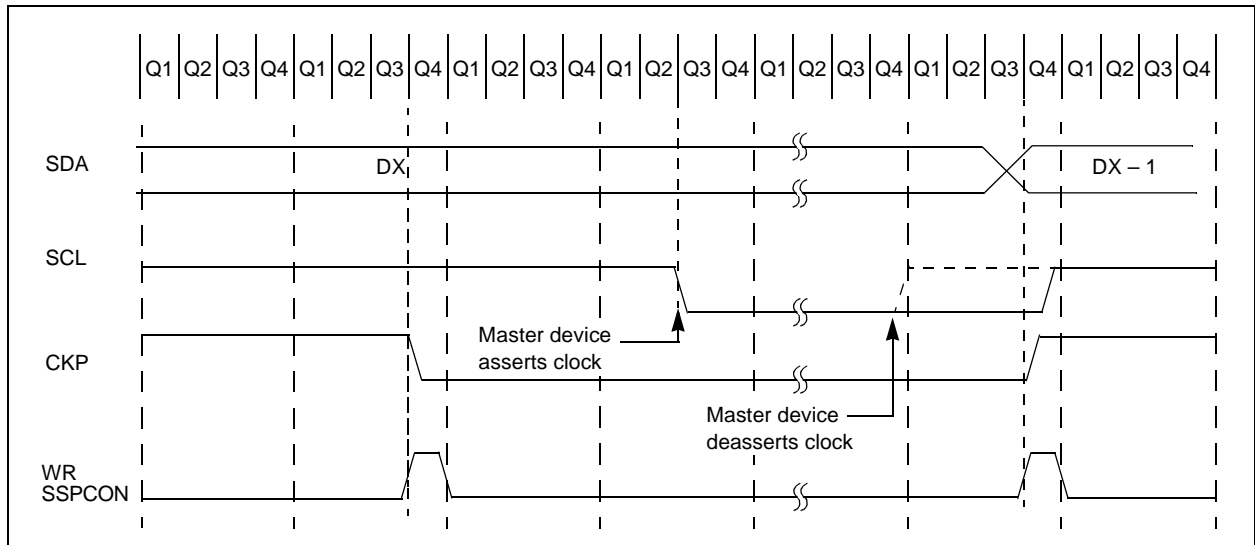 Q1 Q2 Q3 Q4 Q1 Q2 Q3 Q4 Q1 Q2 Q3 Q4 Q1 Q2 Q3 Q4 Q1 Q2 Q3 Q4 Q1 Q2 Q3 Q4 Q1 Q2 Q3 Q4
SDA
DX
DX – 1
SCL
Master device
asserts clock
CKP
Master device
deasserts clock
WR
SSPCON